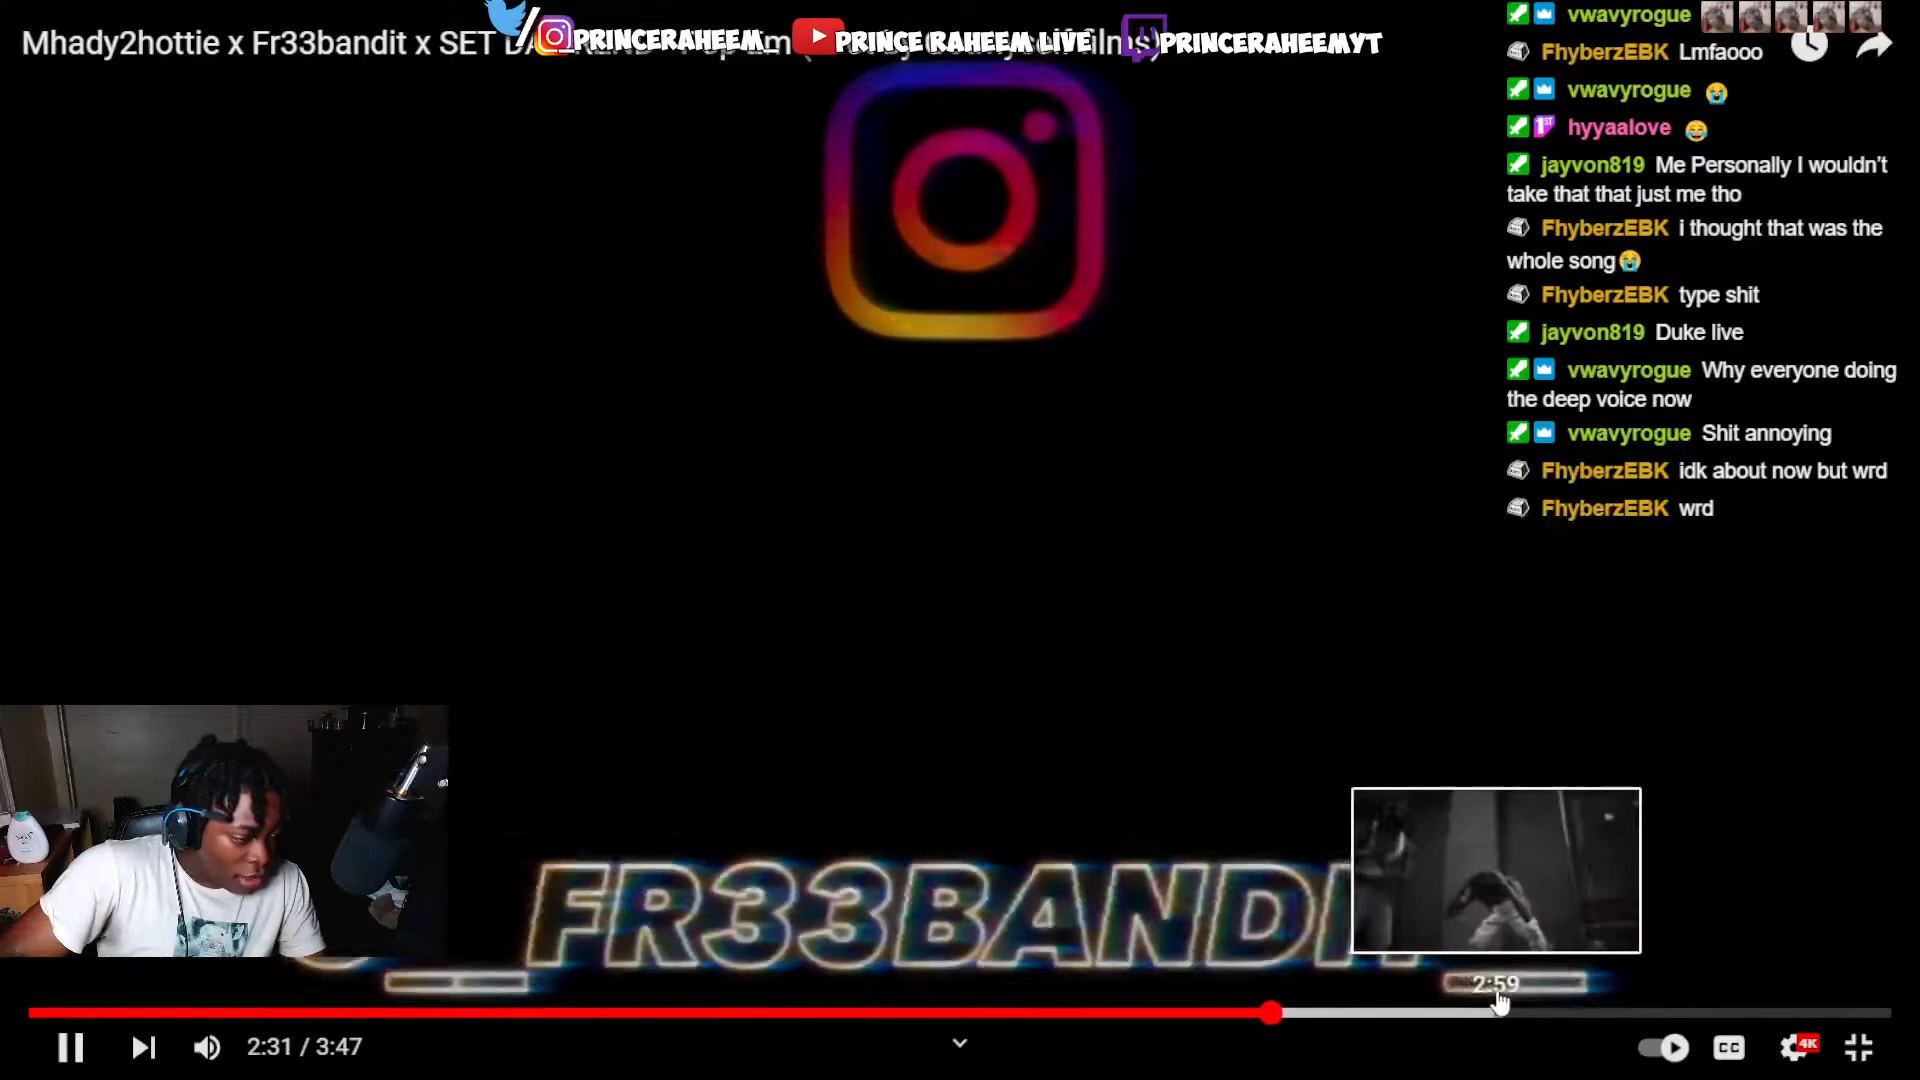 Mhady2hottie x Fr33bandit x SET
PRINCERAHEEM_
PRINCE RAHEEM LIVE
PRINCERAHEEMYT
vwavyrogue
FhyberzEBK Lmfaooo
vwavyrogue 😭
hyyaalove 😂
jayvon819 Me Personally I wouldn't
take that that just me tho
FhyberzEBK i thought that was the
whole song😭
FhyberzEBK type shit
jayvon819 Duke live
vwavyrogue Why everyone doing
the deep voice now
vwavyrogue Shit annoying
FhyberzEBK idk about now but wrd
FhyberzEBK wrd
_FR33BANDI
2:59
2:31 / 3:47
CC
4K